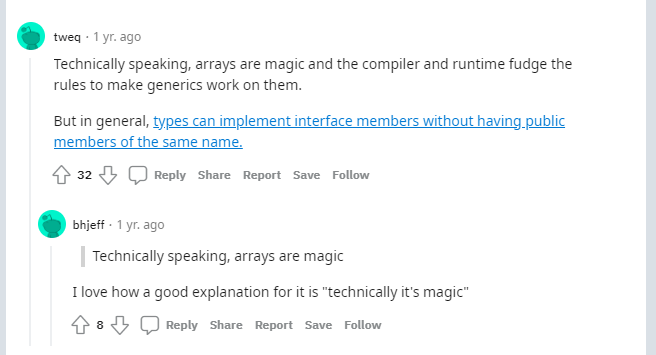 tweq · 1 yr. ago
Technically speaking, arrays are magic and the compiler and runtime fudge the
rules to make generics work on them.
But in general, types can implement interface members without having public
members of the same name.
32 Reply Share Report Save Follow
bhjeff · 1 yr. ago
Technically speaking, arrays are magic
I love how a good explanation for it is "technically it's magic"
8 Reply Share Report Save Follow